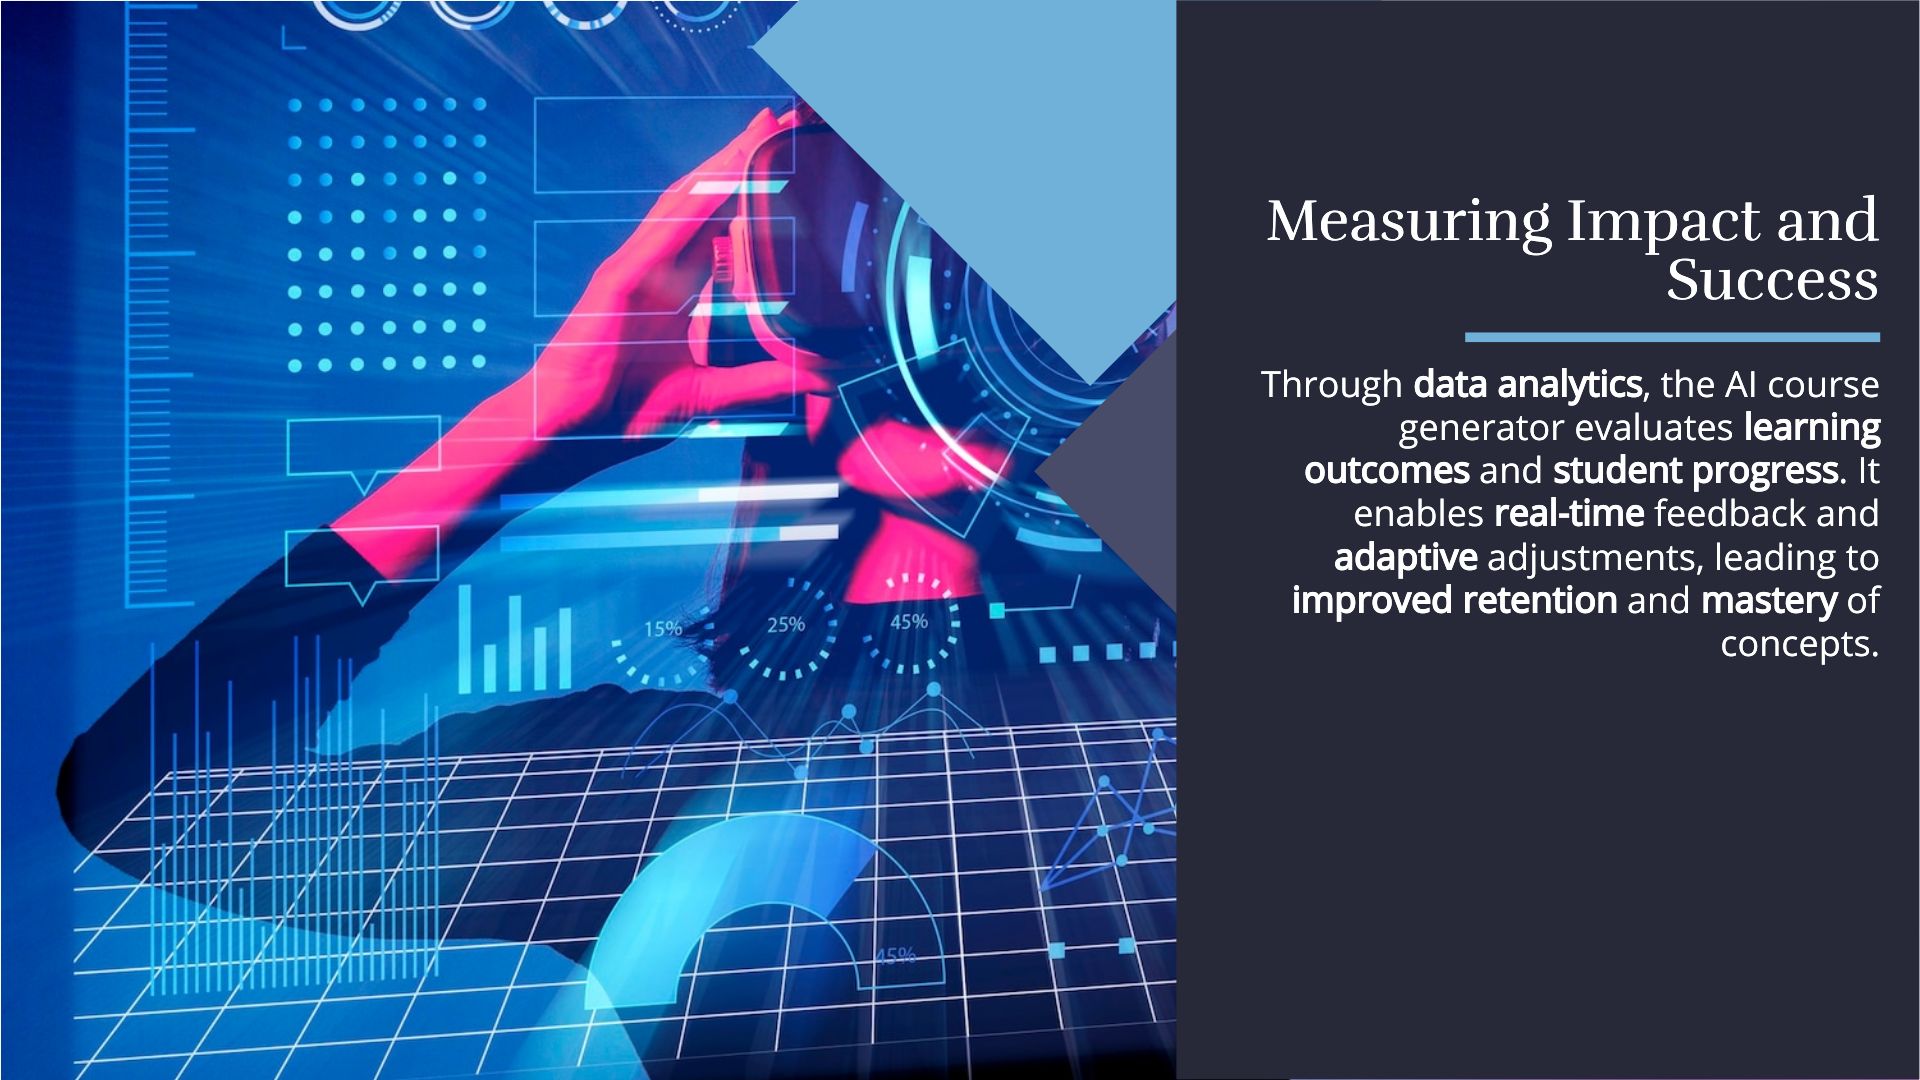 Measuring Impact and
Success
Through data analytics, the AI course
generator evaluates learning
outcomes and student progress. It
enables real-time feedback and
adaptive adjustments, leading to
improved retention and mastery of
concepts.
15%
25%
45%
45%